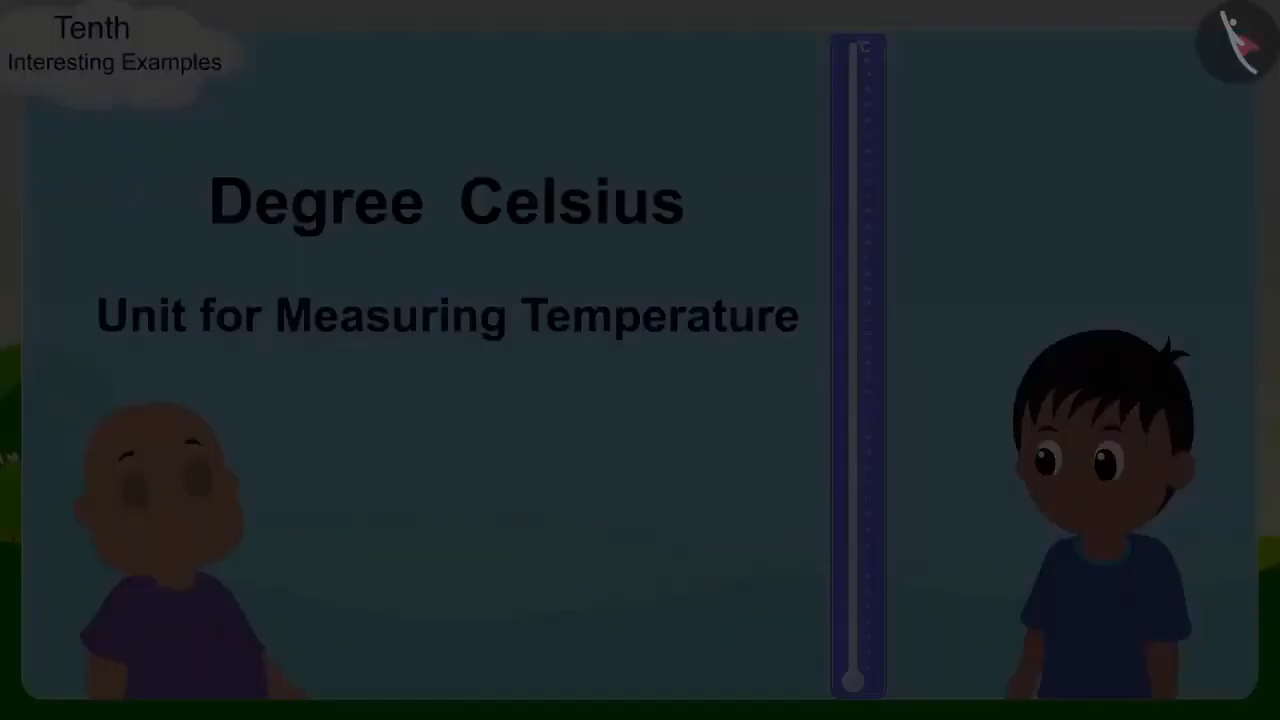 Tenth
Interesting Examples
°C
Degree Celsius
Unit for Measuring Temperature